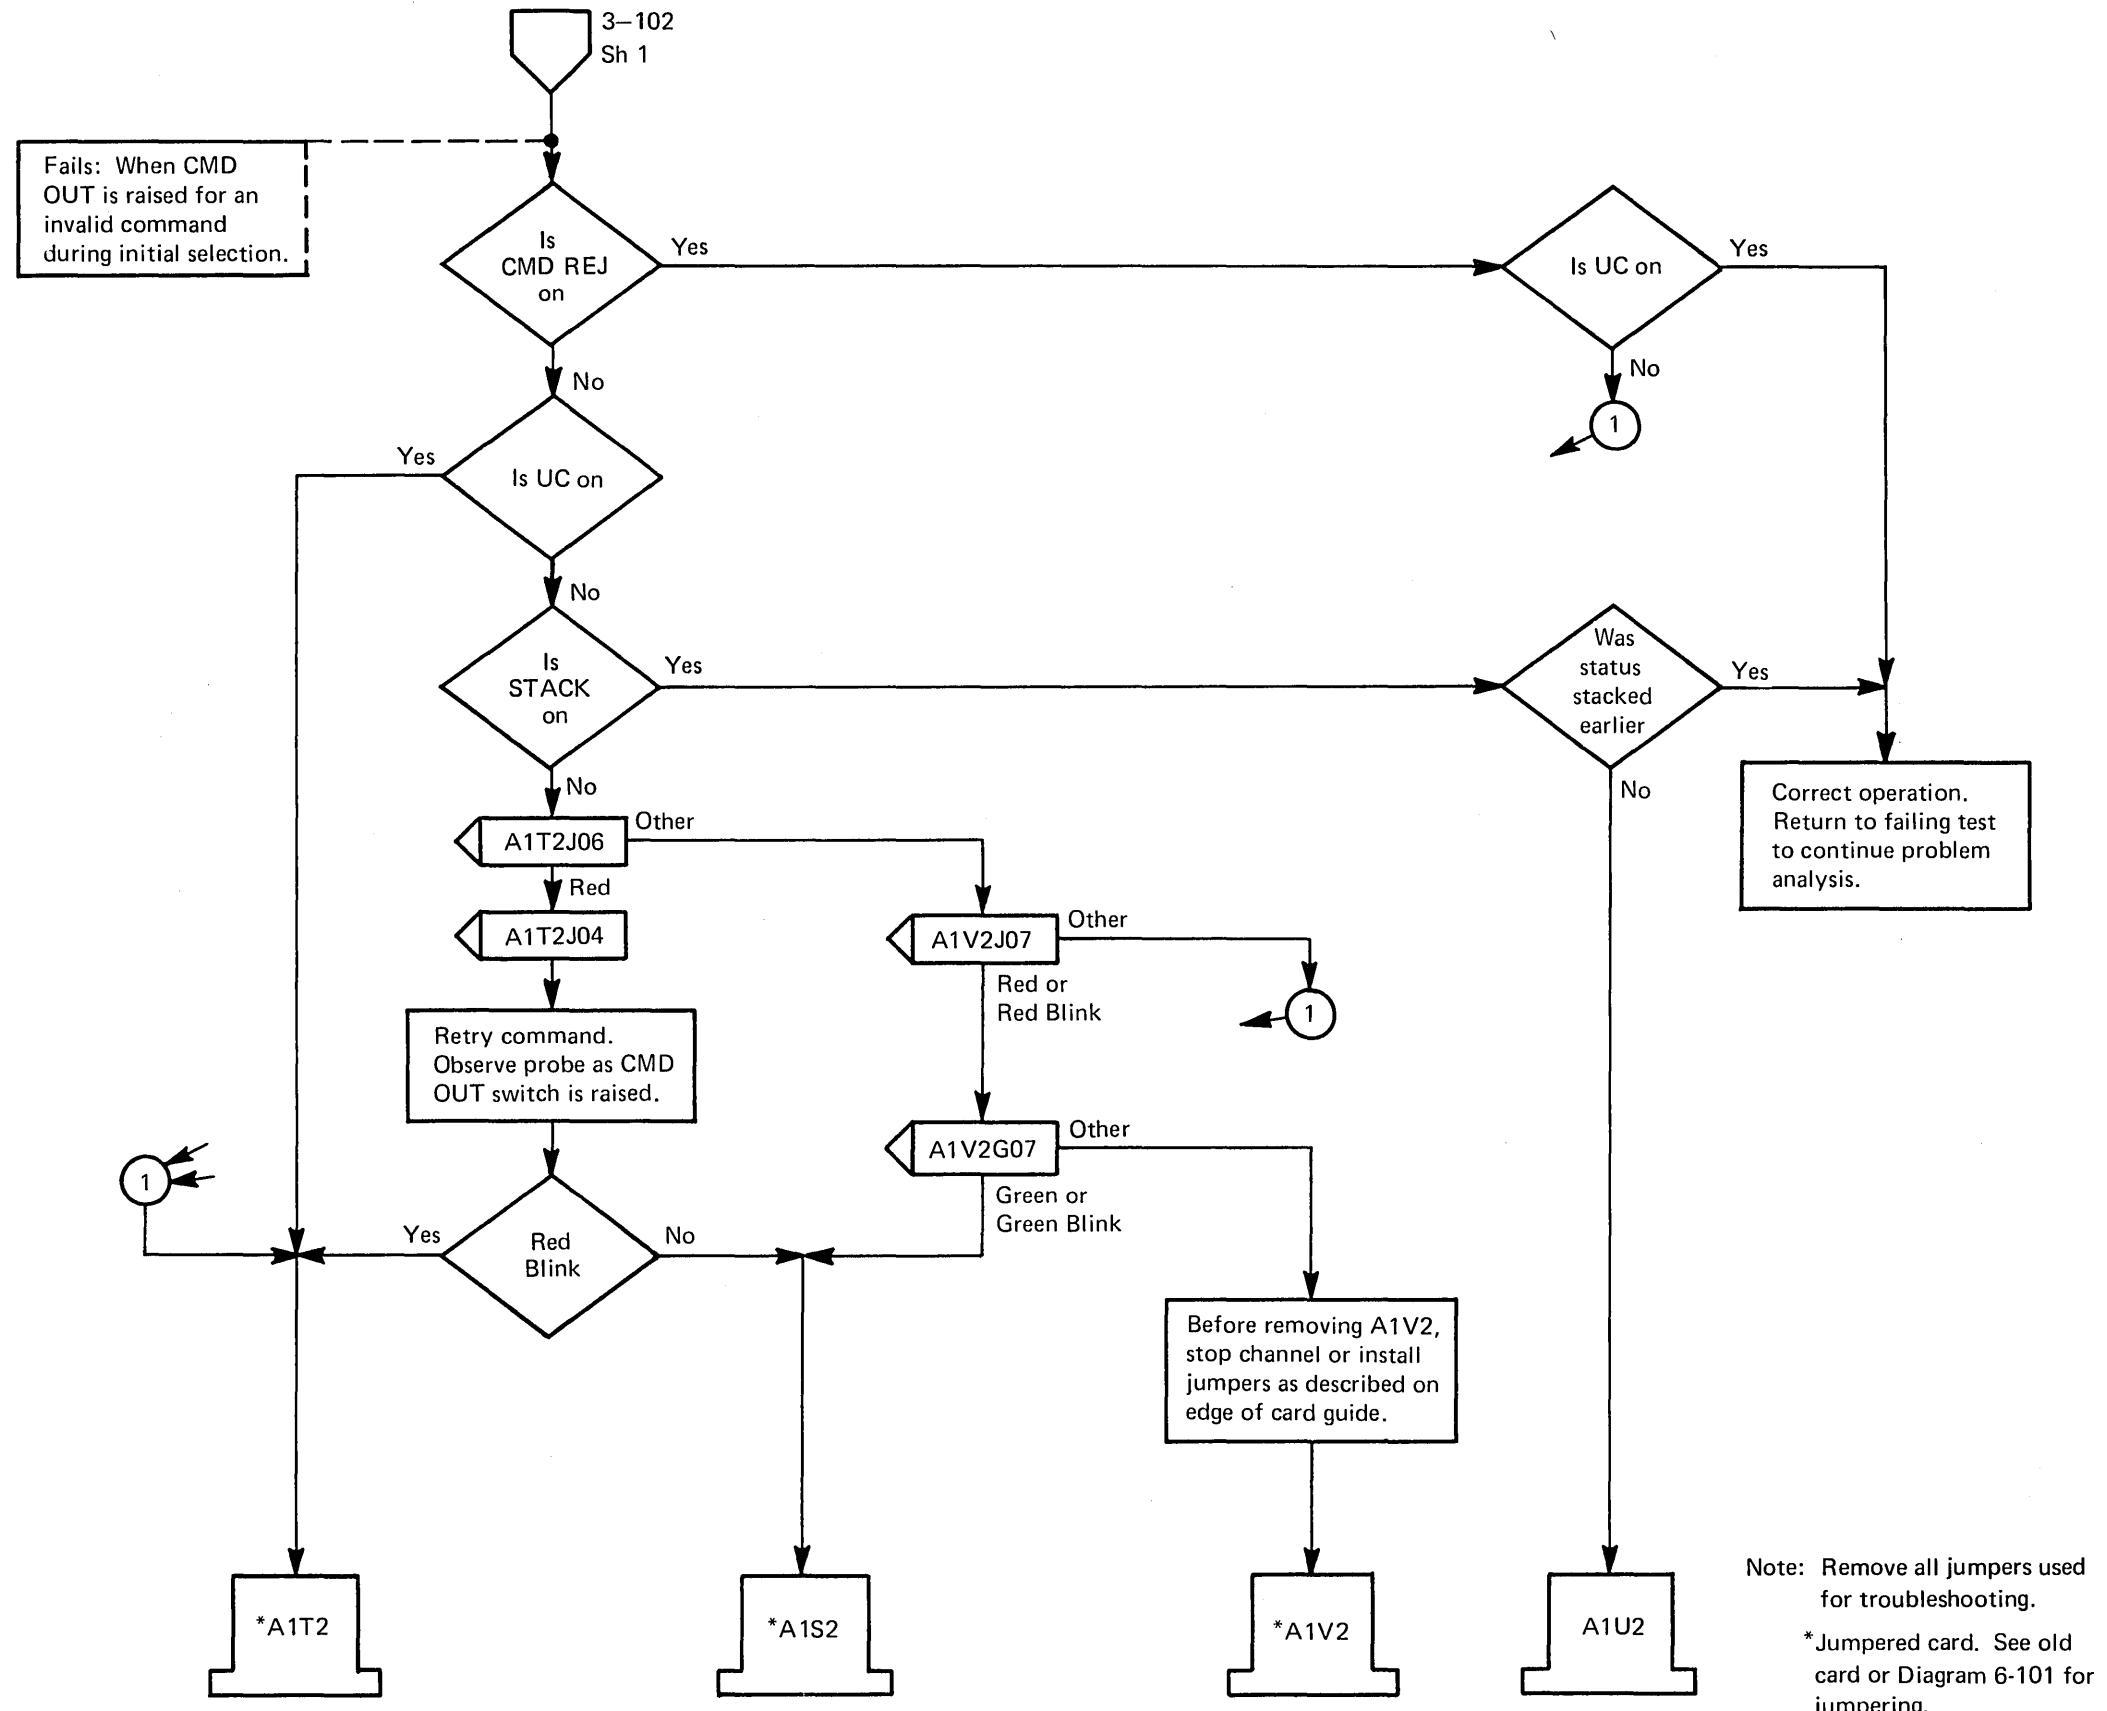 3–102
Sh 1
Fails: When CMD
OUT is raised for an
invalid command
during initial selection.
Is
CMD REJ
on
Yes
Is UC on
Yes
No
1
No
Is UC on
Yes
No
Is
STACK
on
Yes
Was
status
stacked
earlier
Yes
No
No
Correct operation.
Return to failing test
to continue problem
analysis.
A1T2J06
Other
Red
A1T2J04
A1V2J07
Other
Red or
Red Blink
1
Retry command.
Observe probe as CMD
OUT switch is raised.
A1V2G07
Other
Green or
Green Blink
1
Yes
Red
Blink
No
Before removing A1V2,
stop channel or install
jumpers as described on
edge of card guide.
*A1T2
*A1S2
*A1V2
A1U2
Note: Remove all jumpers used
for troubleshooting.
*Jumpered card. See old
card or Diagram 6-101 for
jumpering.